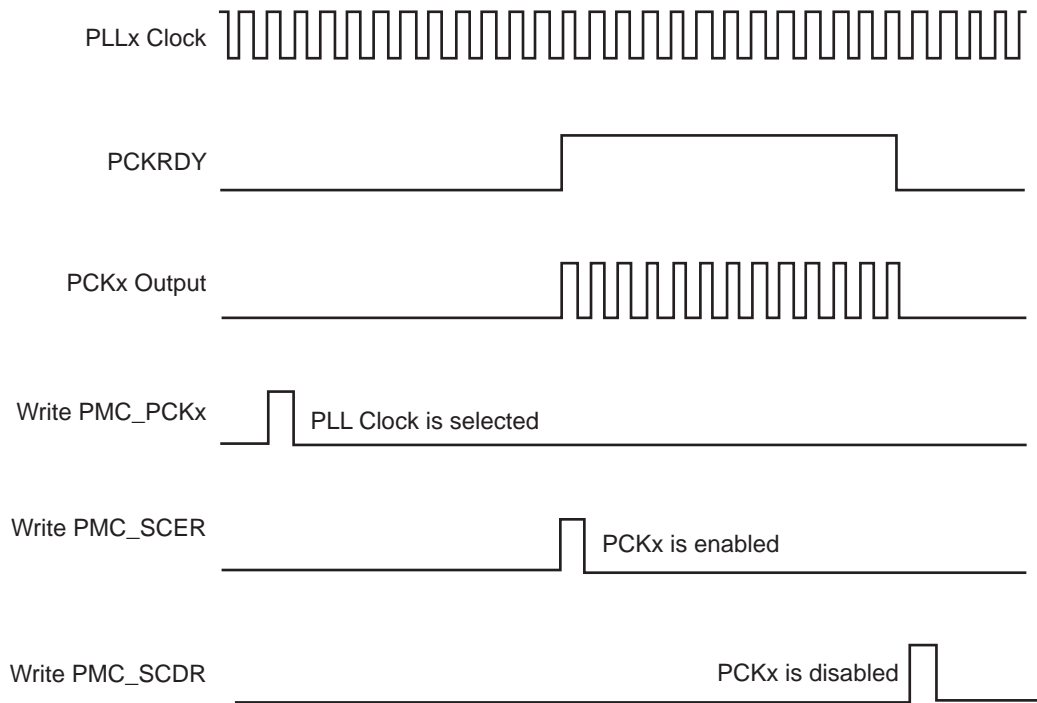 PLLx Clock
PCKRDY
PCKx Output
Write PMC_PCKx
PLL Clock is selected
Write PMC_SCER
PCKx is enabled
Write PMC_SCDR
PCKx is disabled